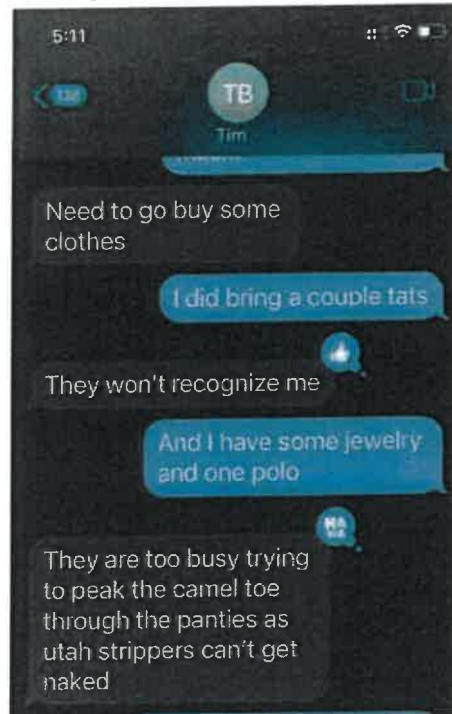 5:11
TB
Tim
Need to go buy some
clothes
I did bring a couple tats
They won't recognize me
And I have some jewelry
and one polo
HA
HA
They are too busy trying
to peak the camel toe
through the panties as
utah strippers can't get
naked